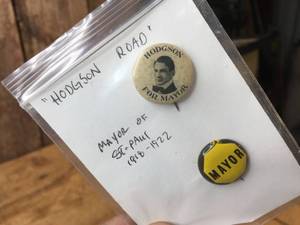 "HODGSON ROAD"
HODGSON
FOR MAYOR
MAYOR OF
ST. PAUL
1918-1922
MAYOR